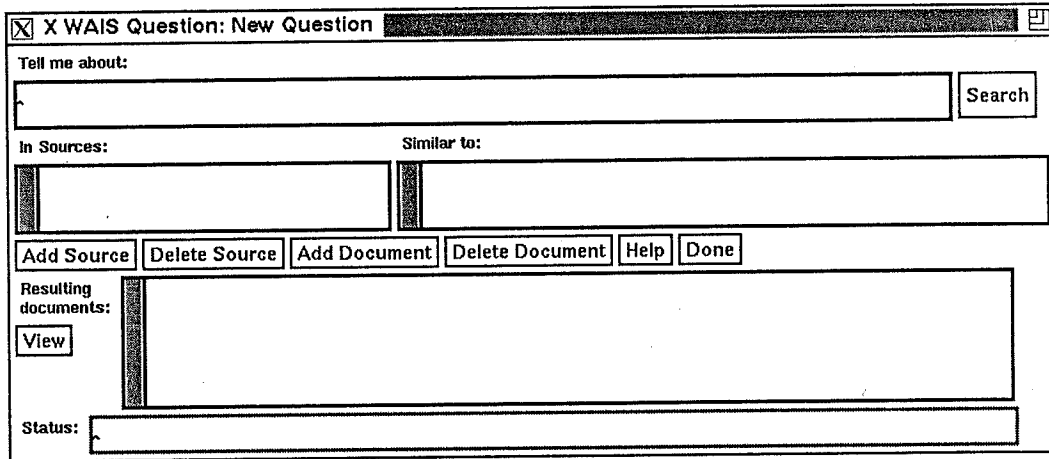 X WAIS Question: New Question
Tell me about:
Search
In Sources:
Similar to:
Add Source Delete Source Add Document Delete Document Help Done
Resulting
documents:
View
Status: